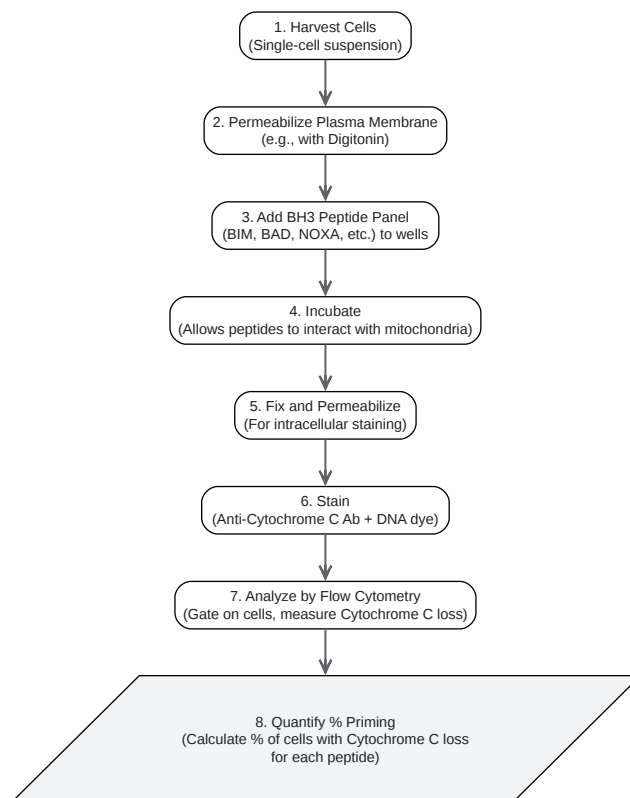 1. Harvest Cells
(Single-cell suspension)
2. Permeabilize Plasma Membrane
(e.g., with Digitonin)
3. Add BH3 Peptide Panel
(BIM, BAD, NOXA, etc.) to wells
4. Incubate
(Allows peptides to interact with mitochondria)
5. Fix and Permeabilize
(For intracellular staining)
6. Stain
(Anti-Cytochrome C Ab + DNA dye)
7. Analyze by Flow Cytometry
(Gate on cells, measure Cytochrome C loss)
8. Quantify % Priming
(Calculate % of cells with Cytochrome C loss
for each peptide)